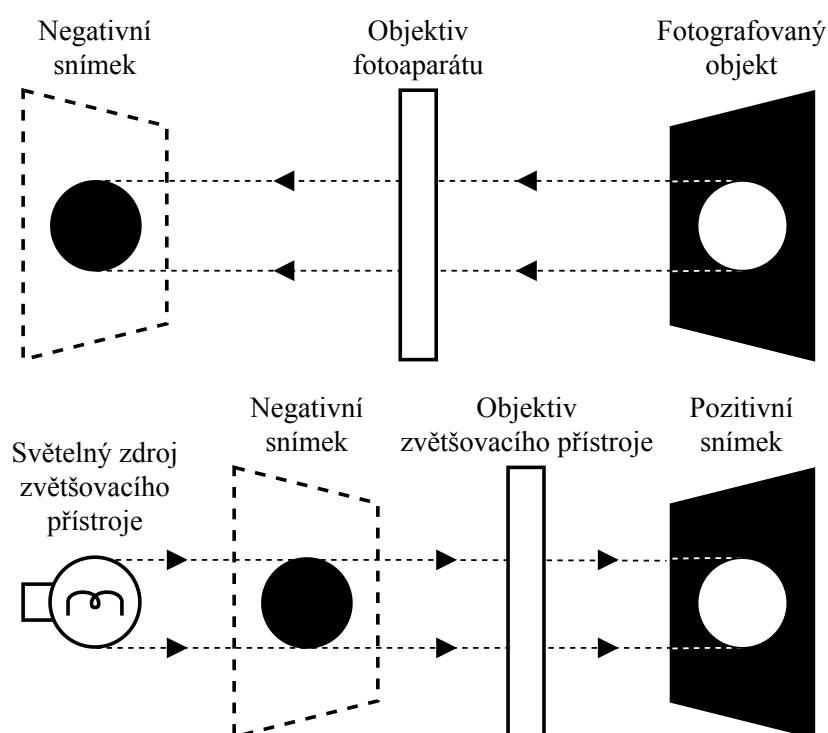 Negativní
snímek
Objektiv
fotoaparátu
Fotografovaný
objekt
Světelný zdroj
zvětšovacího
přístroje
Negativní
snímek
Objektiv
zvětšovacího přístroje
Pozitivní
snímek